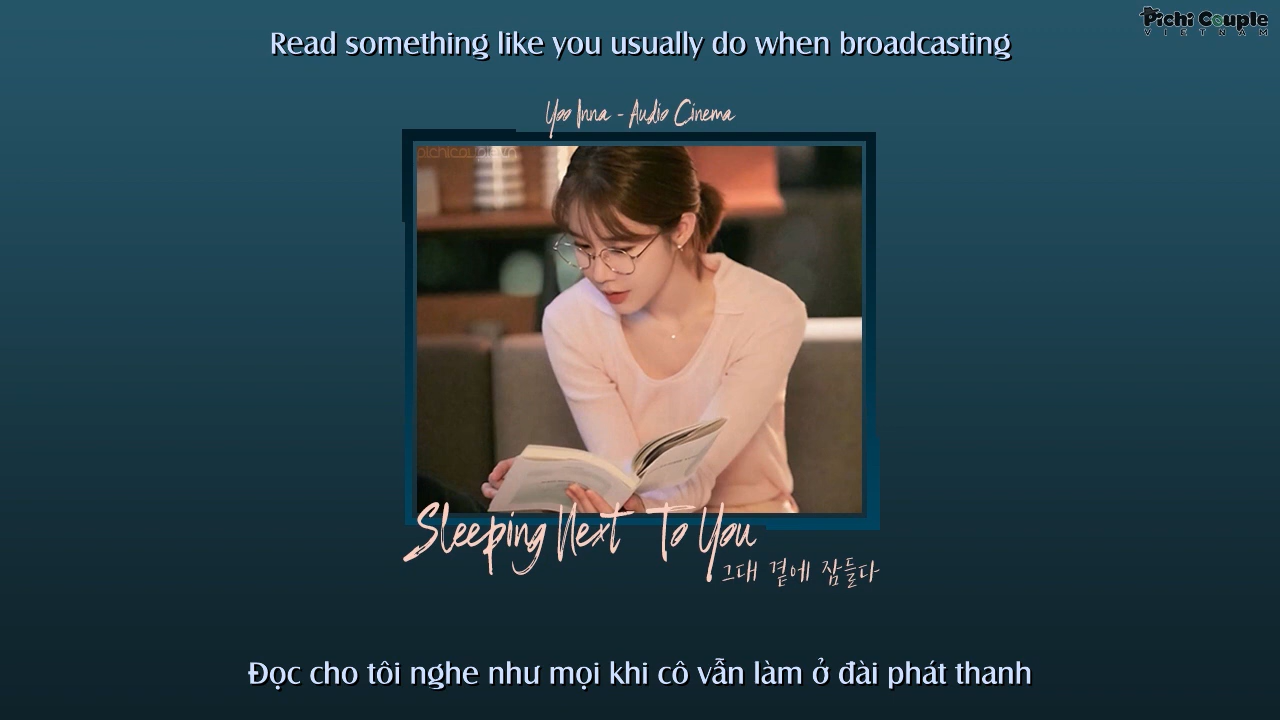 Pichi Couple
VIETNAM
Read something like you usually do when broadcasting
Yoo Inna - Audio Cinema
pichicouple.vn
Sleeping Next To You
그대 곁에 잠들다
Đọc cho tôi nghe như mọi khi cô vẫn làm ở đài phát thanh